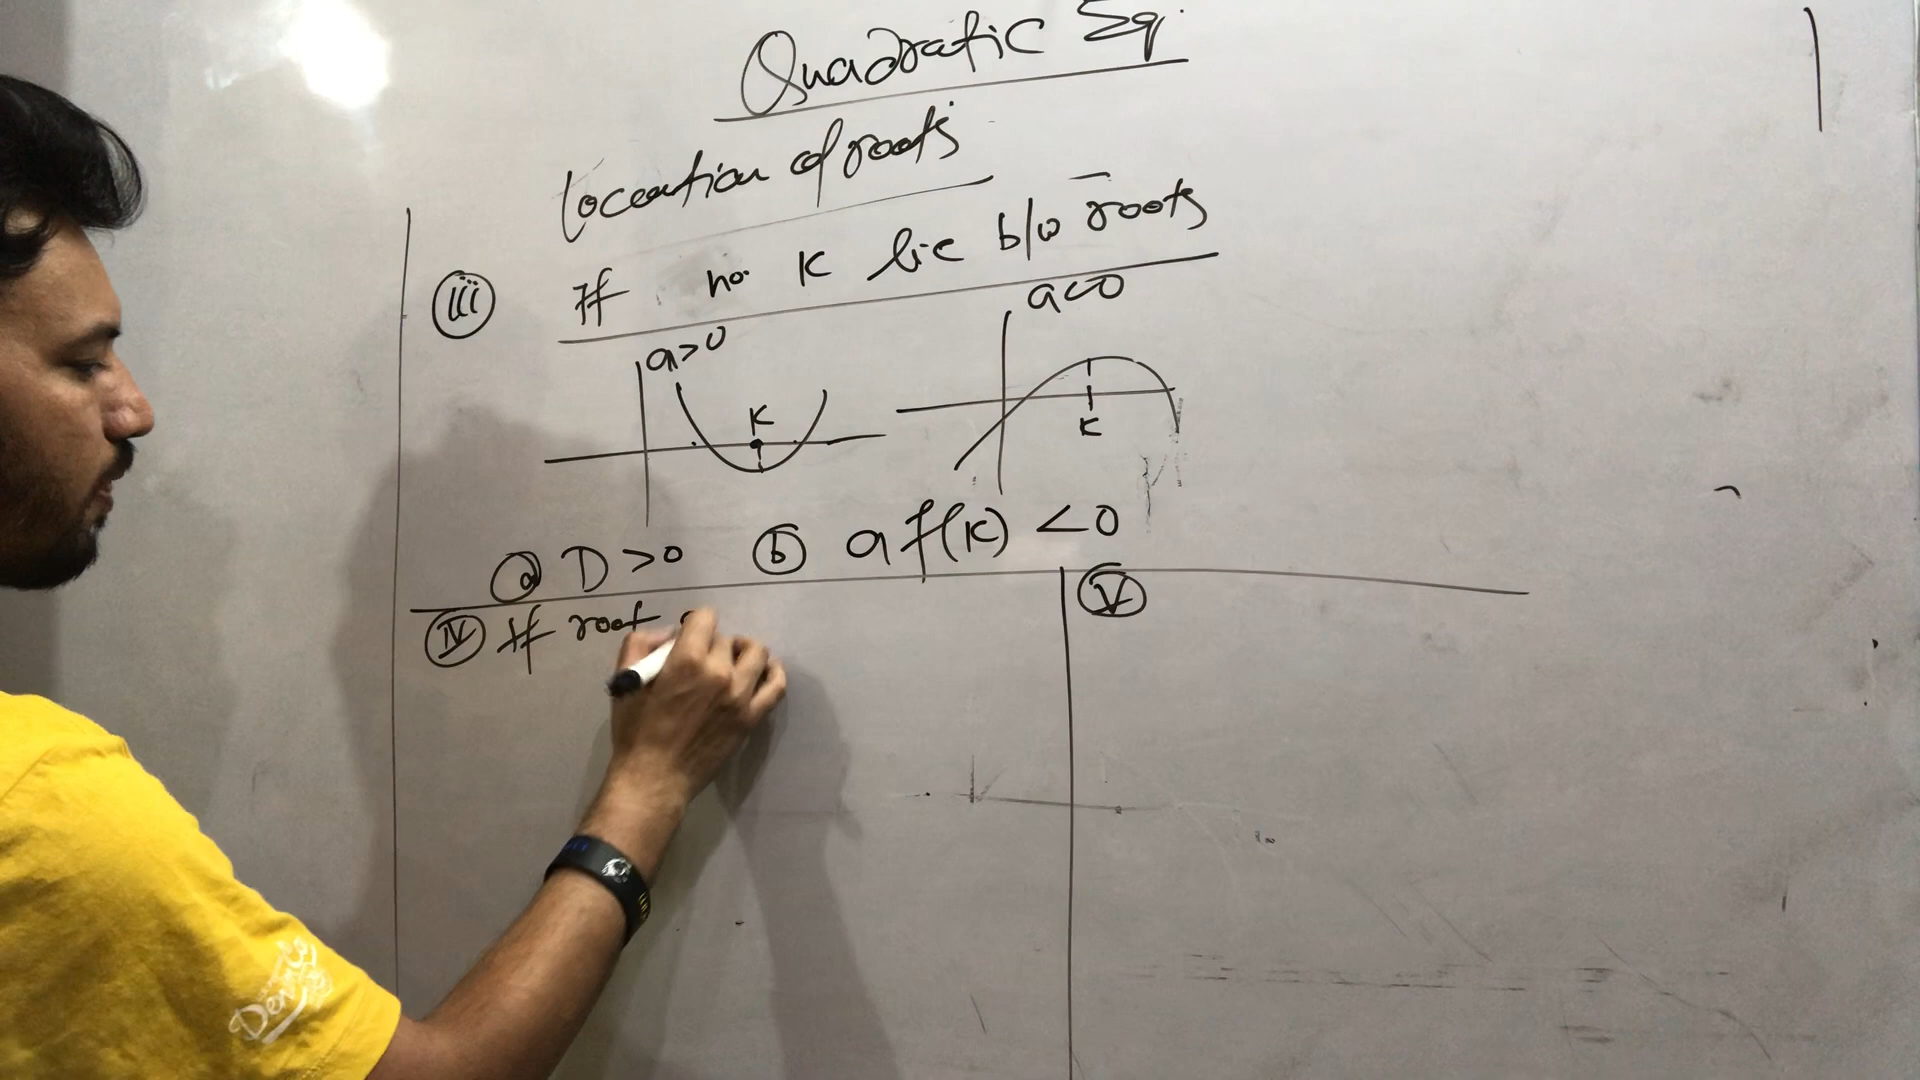 Quadratic Eq.
location of roots
(iii) If no. K lie b/w roots
a>0
a<0
K
K
(a) D >0 (b) a f(K) <0
(IV) If root
(V)